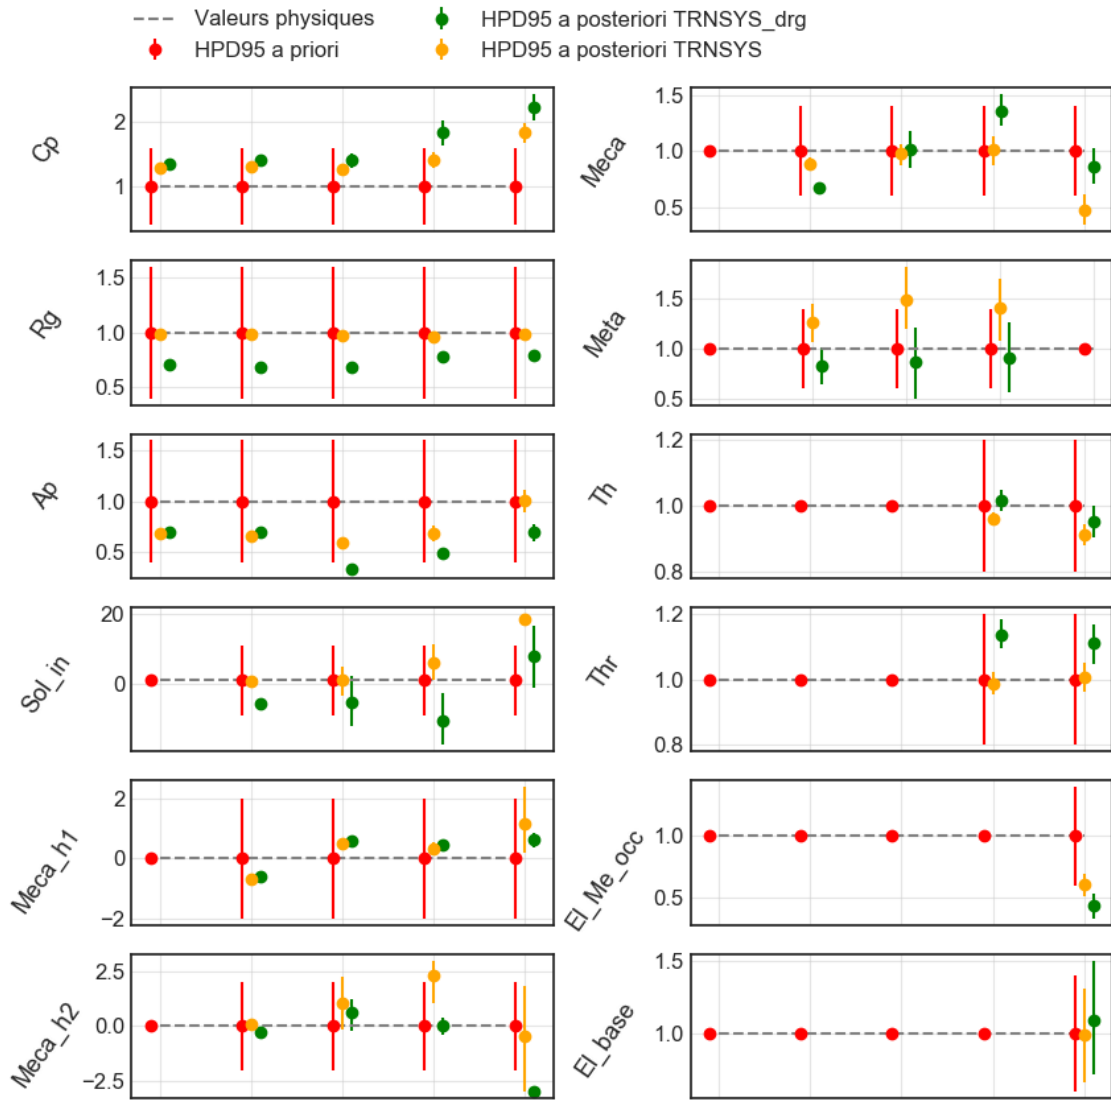 Valeurs physiques
HPD95 a priori
HPD95 a posteriori TRNSYS_drg
HPD95 a posteriori TRNSYS
Cp
2
1
Meca
1.5
1.0
0.5
Rg
1.5
1.0
0.5
Meta
1.5
1.0
0.5
Ap
1.5
1.0
0.5
Th
1.2
1.0
0.8
Sol_in
20
0
Thr
1.2
1.0
0.8
Meca_h1
2
0
−2
El_Me_occ
1.0
0.5
Meca_h2
2.5
0.0
−2.5
El_base
1.5
1.0